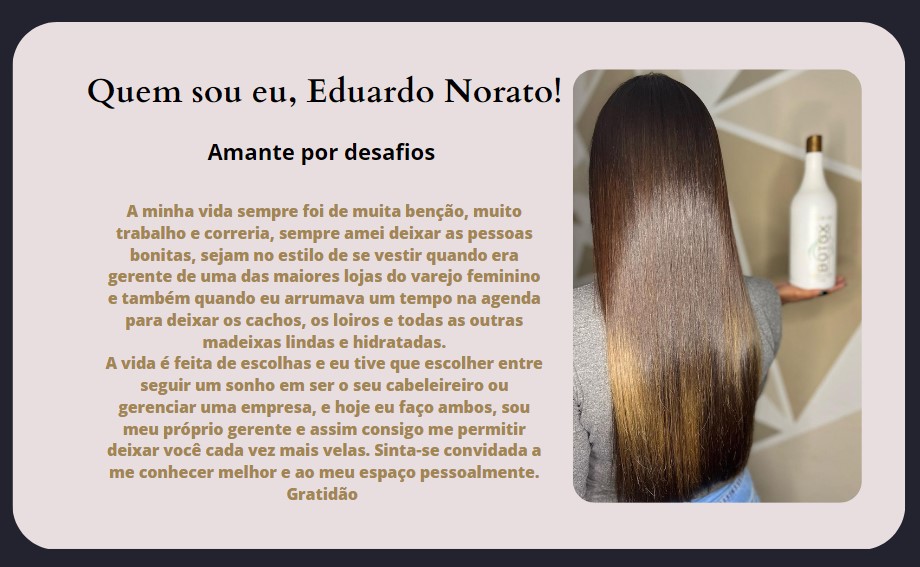 Quem sou eu, Eduardo Norato!
Amante por desafios
A minha vida sempre foi de muita benção, muito
trabalho e correria, sempre amei deixar as pessoas
bonitas, sejam no estilo de se vestir quando era
gerente de uma das maiores lojas do varejo feminino
e também quando eu arrumava um tempo na agenda
para deixar os cachos, os loiros e todas as outras
madeixas lindas e hidratadas.
A vida é feita de escolhas e eu tive que escolher entre
seguir um sonho em ser o seu cabeleireiro ou
gerenciar uma empresa, e hoje eu faço ambos, sou
meu próprio gerente e assim consigo me permitir
deixar você cada vez mais velas. Sinta-se convidada a
me conhecer melhor e ao meu espaço pessoalmente.
Gratidão
BOTOX